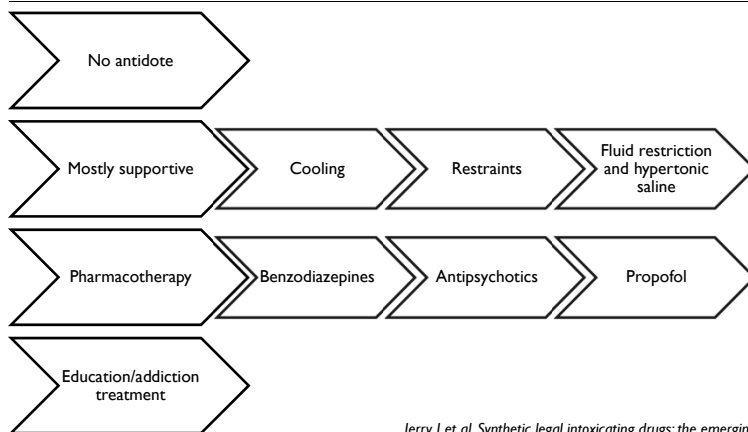 No antidote
Mostly supportive
Cooling
Restraints
Fluid restriction
and hypertonic
saline
Pharmacotherapy
Benzodiazepines
Antipsychotics
Propofol
Education/addiction
treatment
Jerry J et al. Synthetic legal intoxicating drugs: the emerging